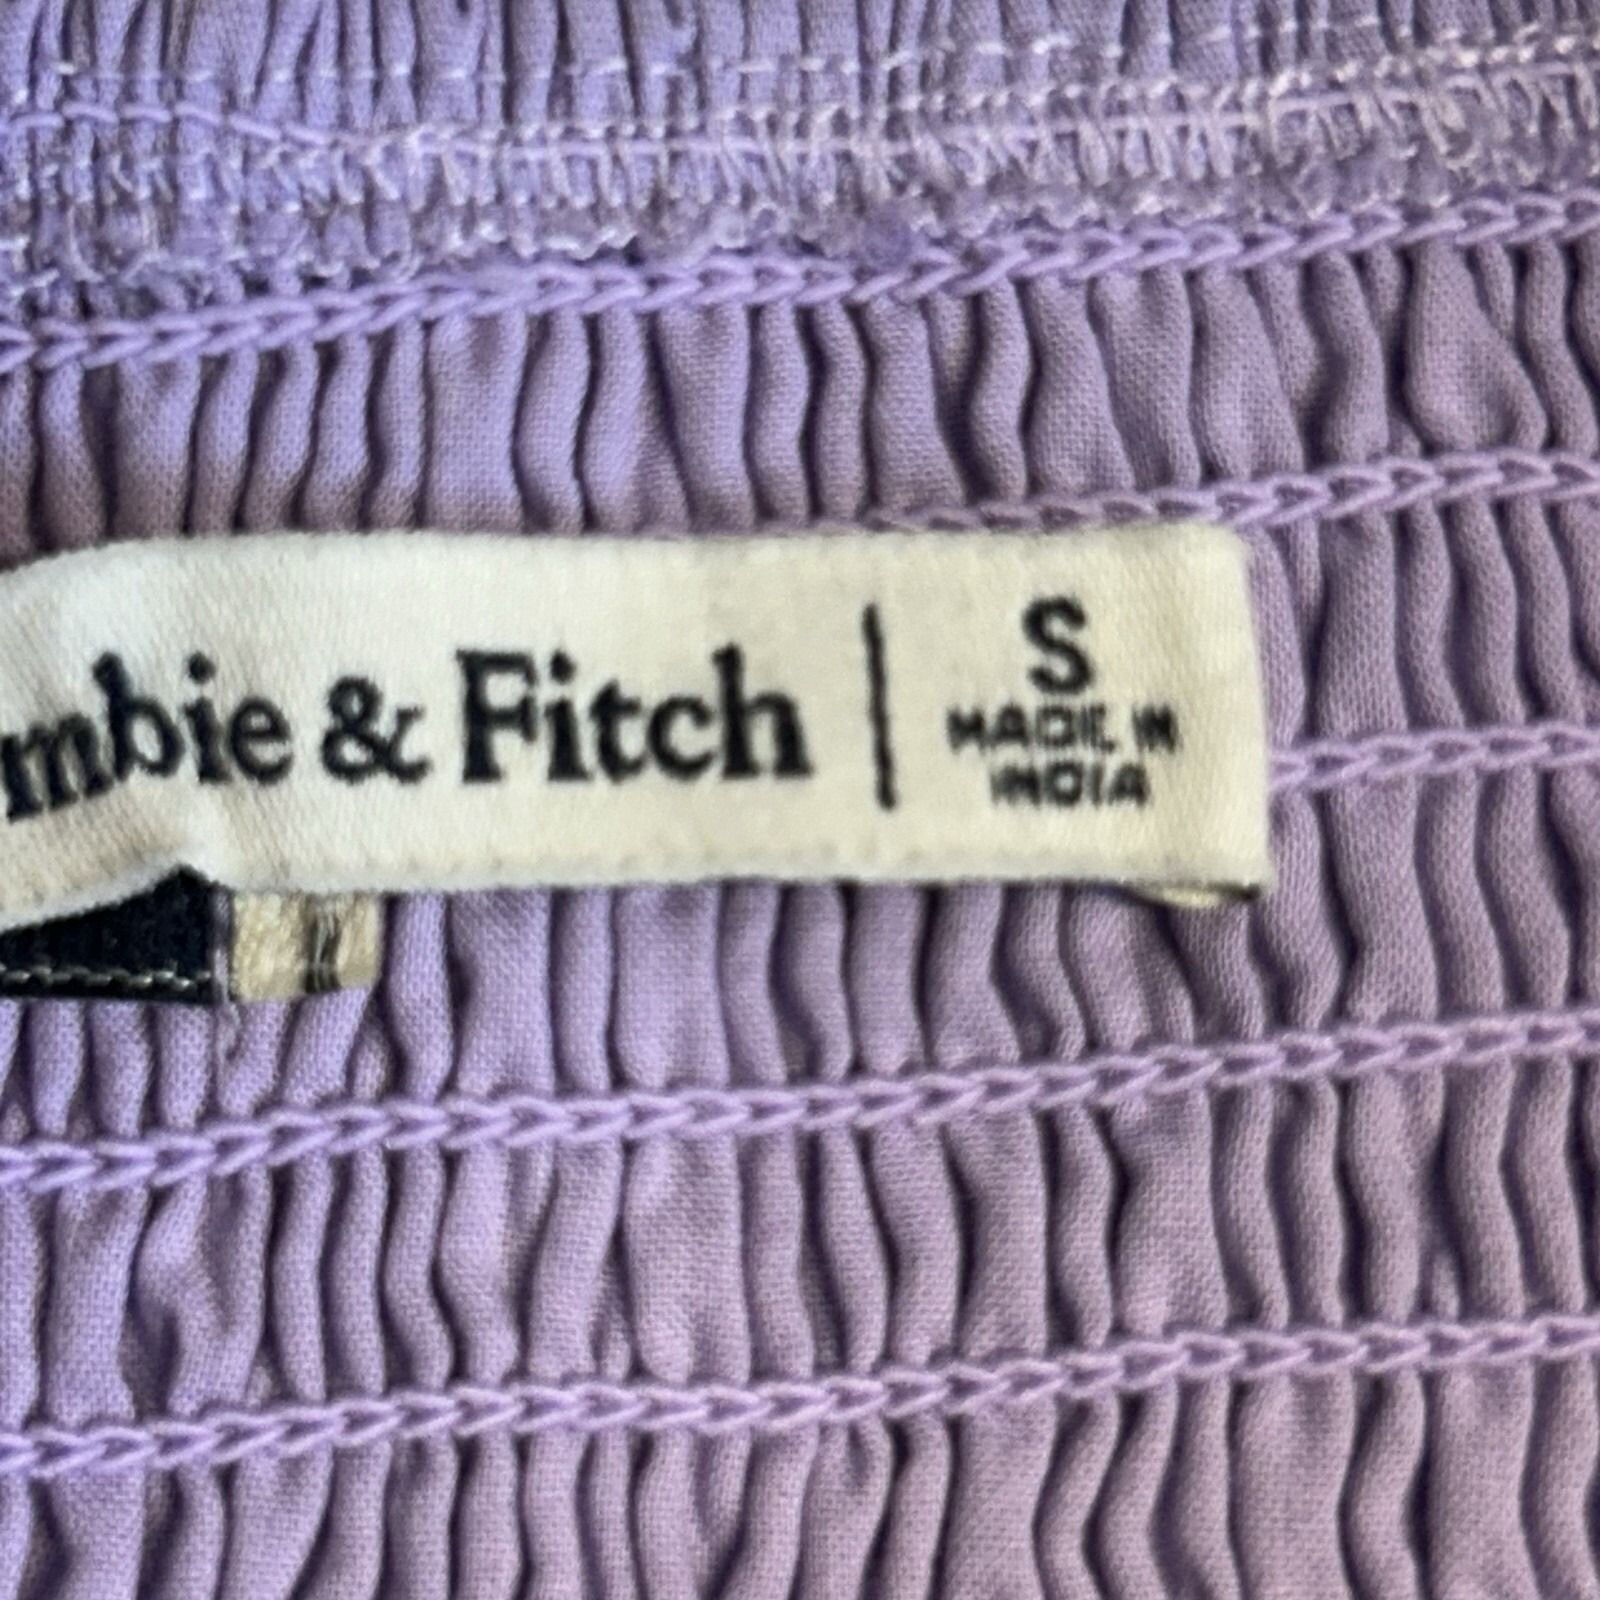 mbie & Fitch
S
MADE IN
INDIA